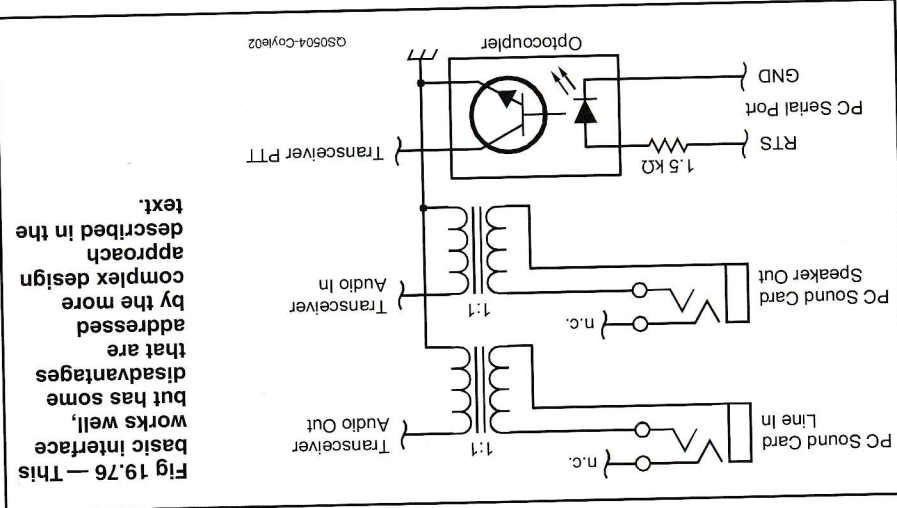 PC Sound Card
Line In
n.c.
1:1
Transceiver
Audio Out
PC Sound Card
Speaker Out
n.c.
1:1
Transceiver
Audio In
RTS
PC Serial Port
GND
1.5 kΩ
Transceiver PTT
Optocoupler
QS0504-Coyle02
Fig 19.76 — This
basic interface
works well,
but has some
disadvantages
that are
addressed
by the more
complex design
approach
described in the
text.